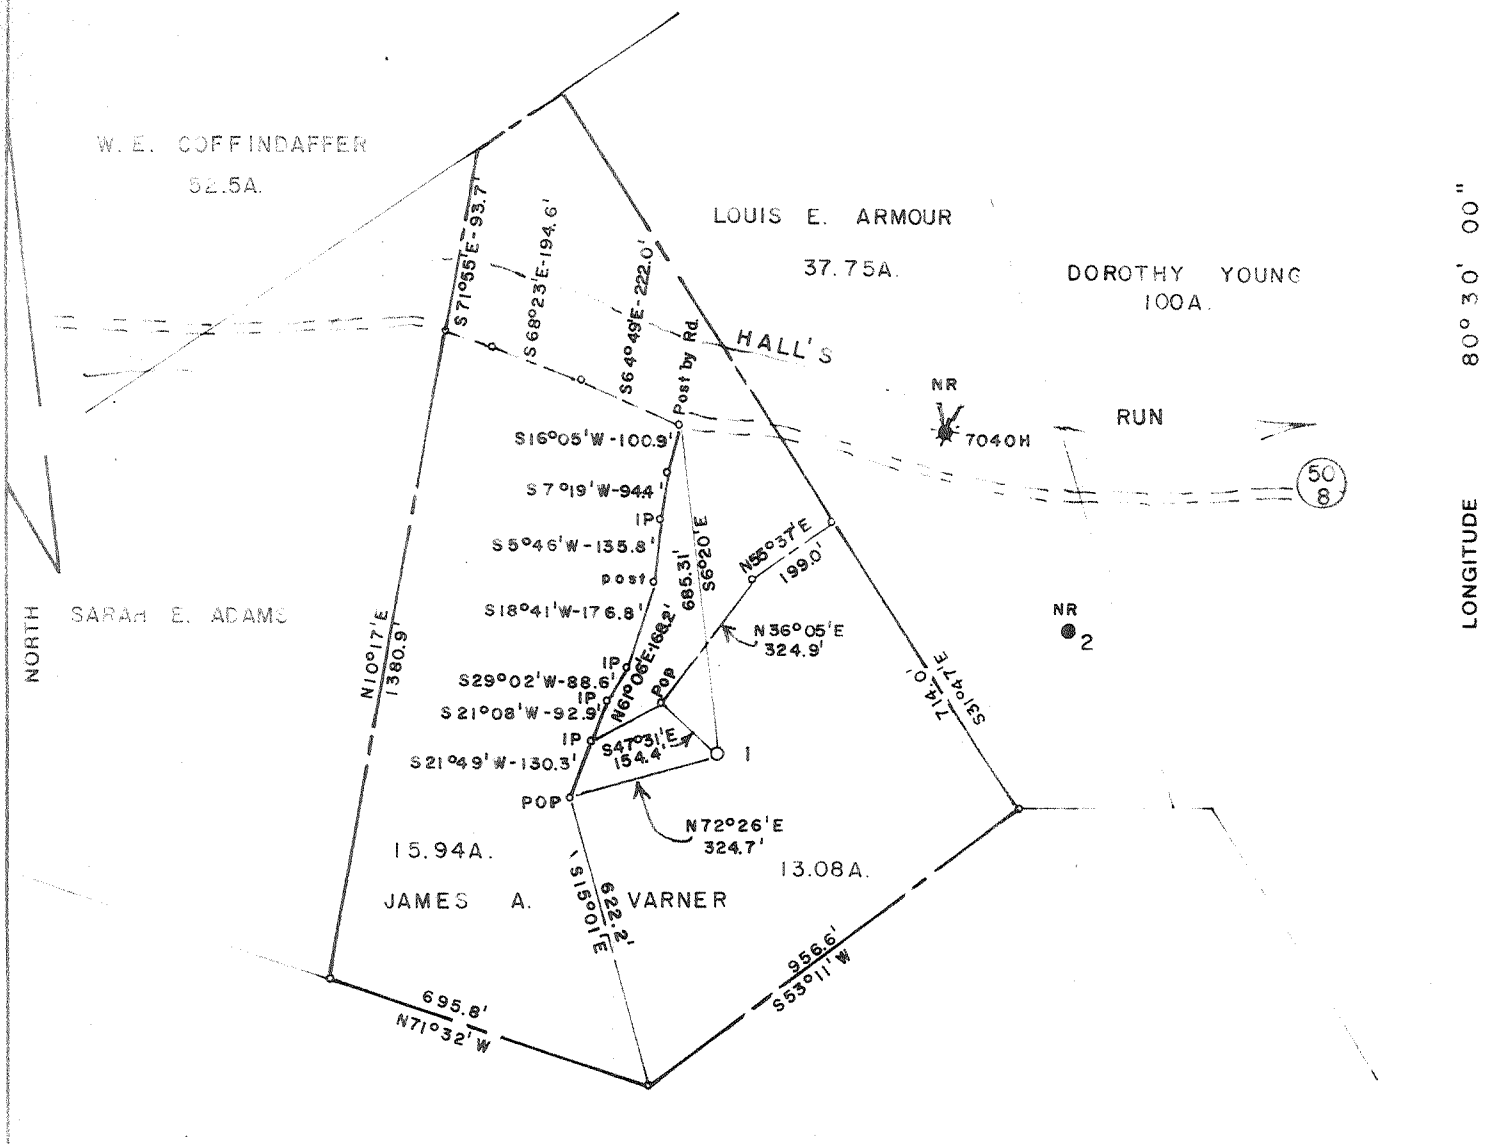 W. E. COFFINDAFFER
52.5A.
S71°55'E-93.7'
S68°23'E-194.6'
S64°49'E-222.0'
Post by Rd.
LOUIS E. ARMOUR
37.75A.
DOROTHY YOUNG
100A.
80° 30' 00"
LONGITUDE
HALL'S
RUN
NR
7040H
50
8
S16°05'W-100.9'
S7°19'W-94.4'
IP
S5°46'W-135.8'
post
S18°41'W-176.8'
IP
S29°02'W-88.6'
IP
S21°08'W-92.9'
IP
S21°49'W-130.3'
POP
685.31'
S6°20'E
N55°37'E
199.0'
N36°05'E
324.9'
N61°06'E-168.2'
Pop
S47°31'E
154.4'
1
N72°26'E
324.7'
NR
2
714.0'
S31°47'E
NORTH
SARAH E. ADAMS
N10°17'E
1380.9'
15.94A.
13.08A.
JAMES A. VARNER
622.2'
S15°01'E
695.8'
N71°32'W
956.6'
S53°11'W